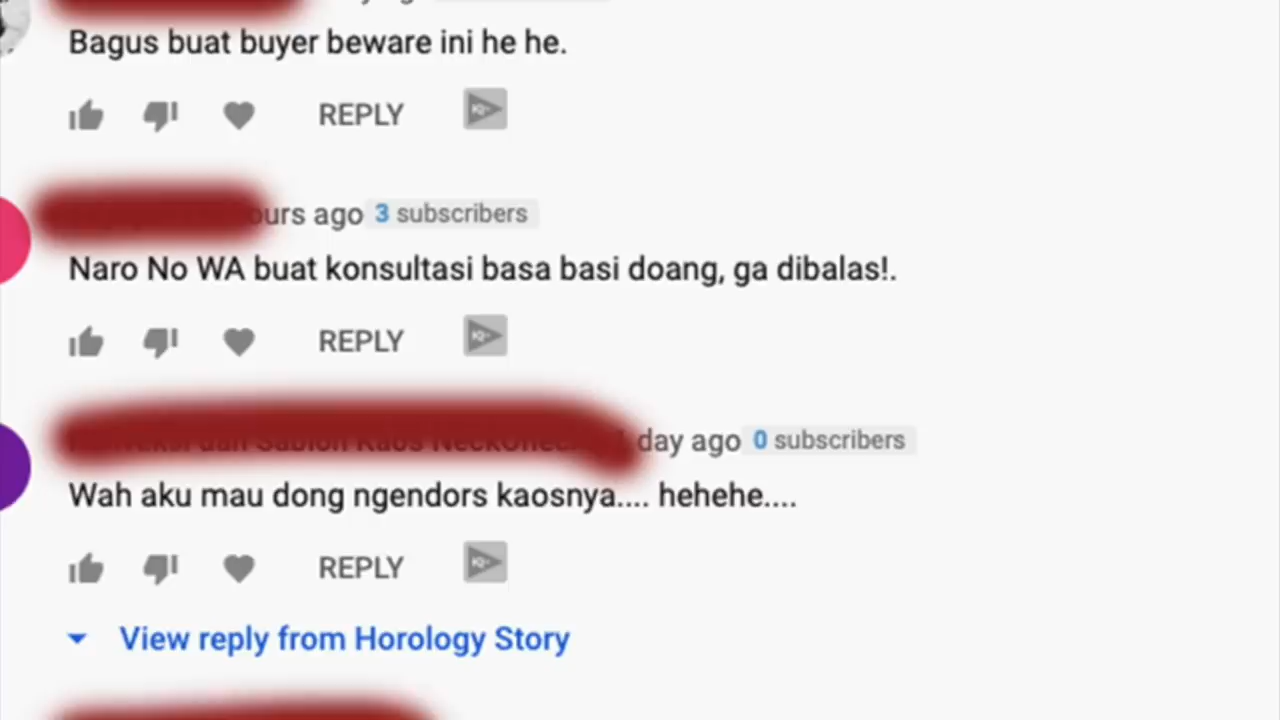 Bagus buat buyer beware ini he he.
REPLY
ours ago 3 subscribers
Naro No WA buat konsultasi basa basi doang, ga dibalas!.
REPLY
day ago 0 subscribers
Wah aku mau dong ngendors kaosnya.... hehehe....
REPLY
View reply from Horology Story